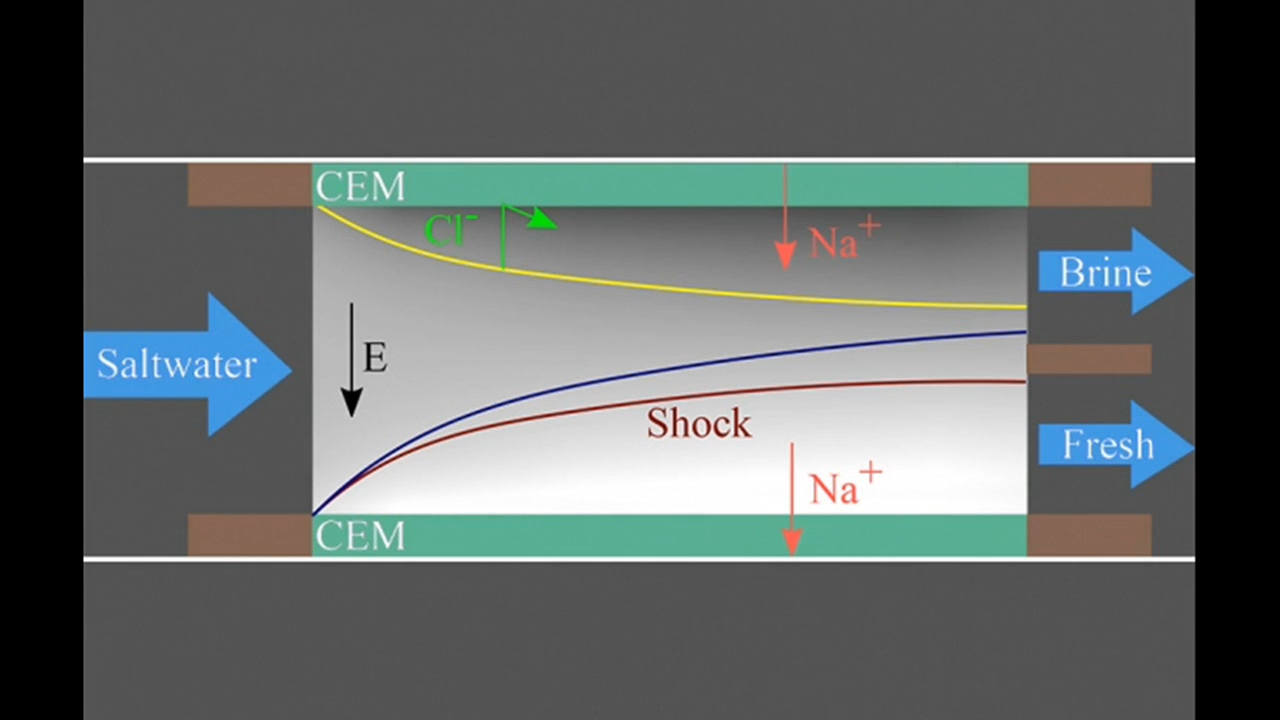 CEM
Cl⁻
Na⁺
Brine
Saltwater
E
Shock
Fresh
Na⁺
CEM